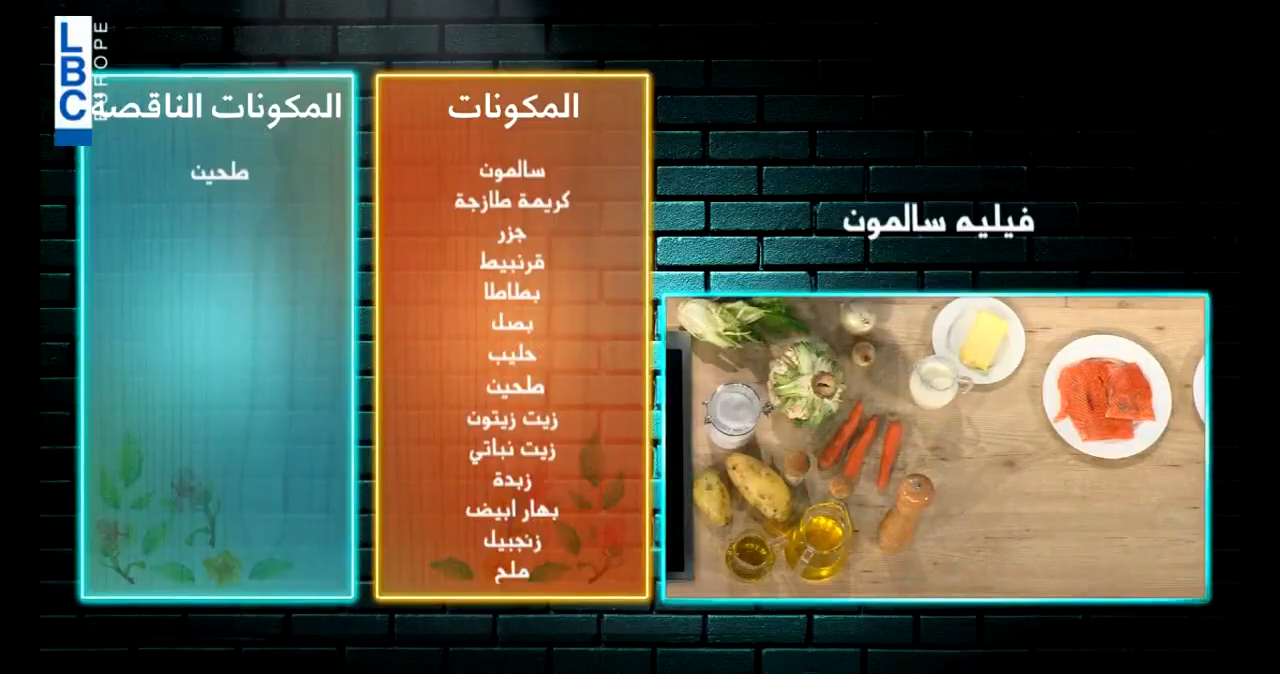 LBC
EUROPE
فيليه سالمون
المكونات
سالمون
كريمة طازجة
جزر
قرنبيط
بطاطا
بصل
حليب
طحين
زيت زيتون
زيت نباتي
زبدة
بهار ابيض
زنجبيل
ملح
المكونات الناقصة
طحين